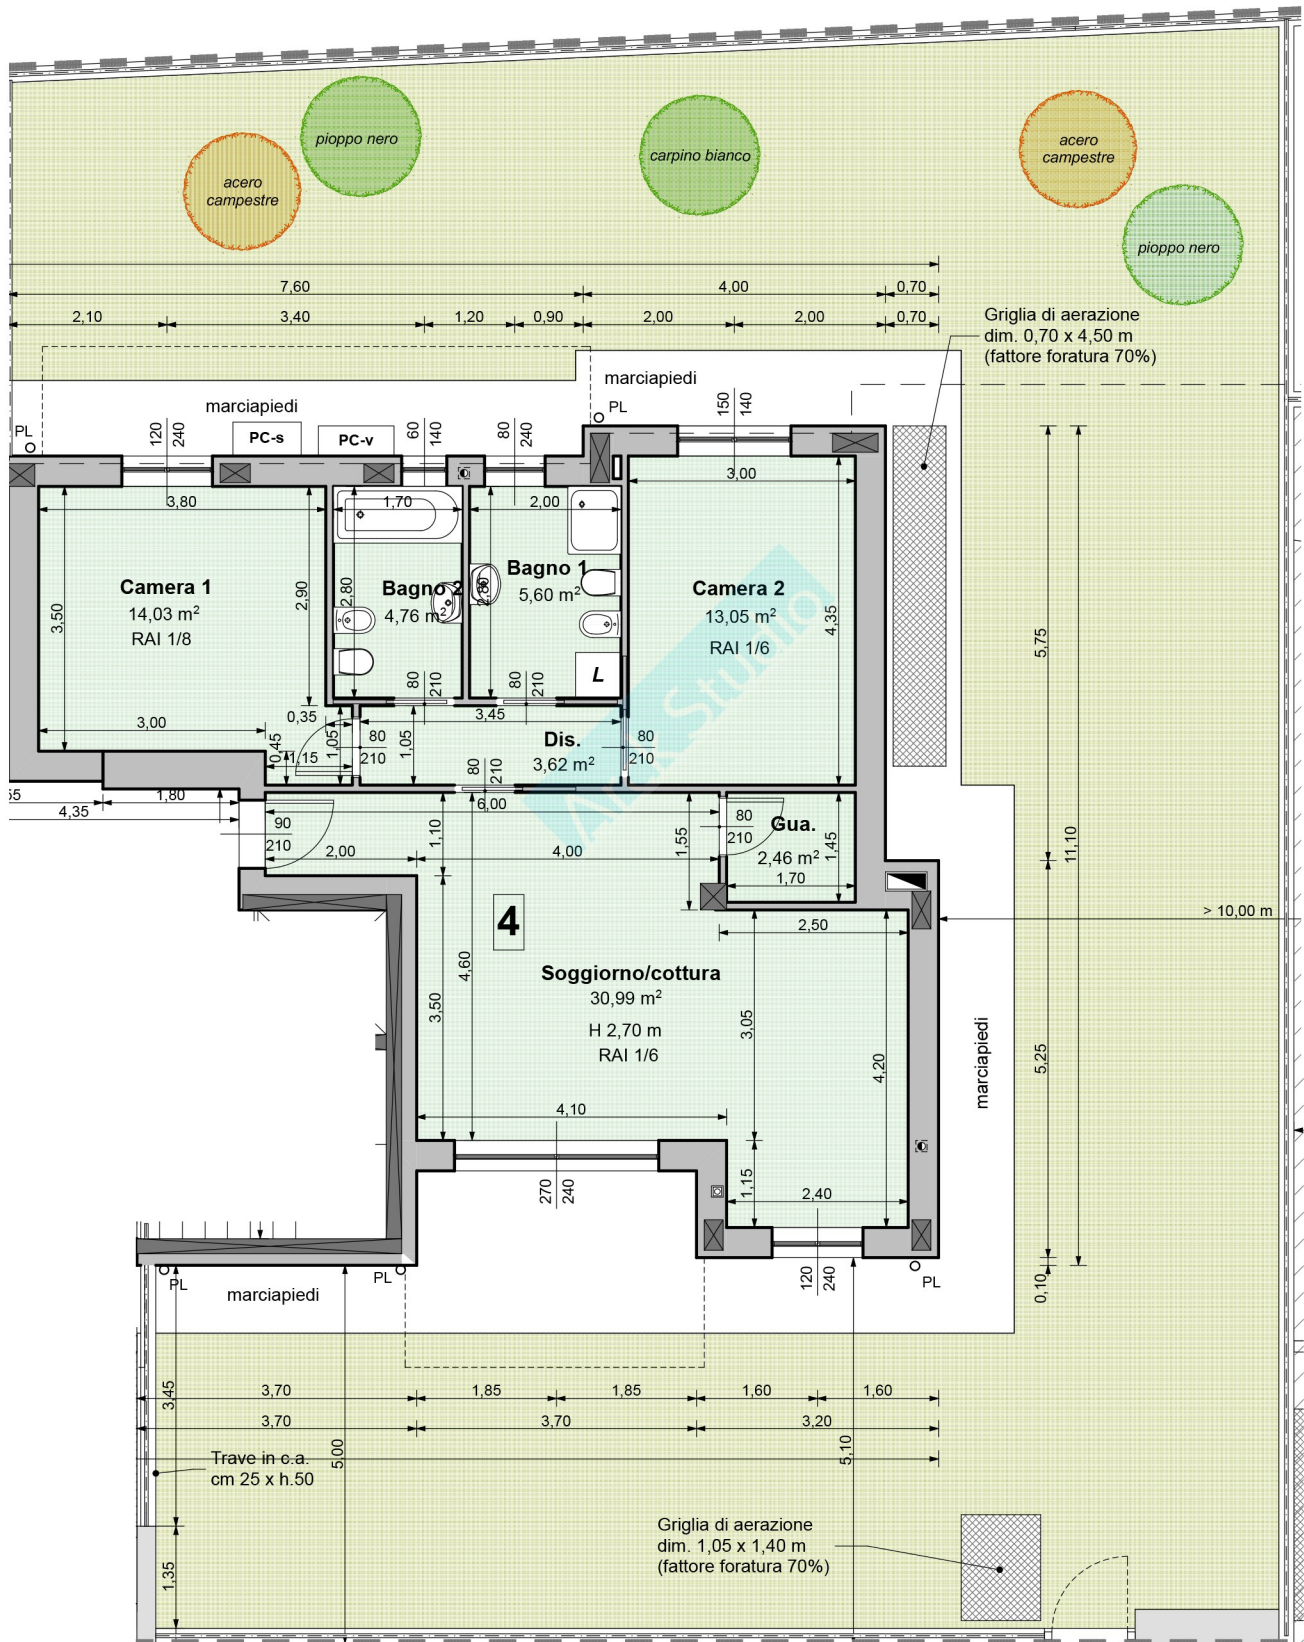 pioppo nero
carpino bianco
acero
campestre
acero
campestre
pioppo nero
7,60
4,00
0,70
2,10
3,40
1,20
0,90
2,00
2,00
0,70
Griglia di aerazione
dim. 0,70 x 4,50 m
(fattore foratura 70%)
marciapiedi
marciapiedi
PL
PL
PC-s
PC-v
120
240
60
140
80
240
150
140
3,80
1,70
2,00
3,00
Camera 1
14,03 m²
RAI 1/8
3,50
2,90
2,80
Bagno 2
4,76 m²
2,80
Bagno 1
5,60 m²
L
Camera 2
13,05 m²
RAI 1/6
4,35
Arck Studio
5,75
11,10
80
210
80
210
3,00
0,35
0,45
1,15
1,05
80
210
1,05
3,45
Dis.
3,62 m²
80
210
80
210
55
4,35
1,80
90
210
6,00
1,10
2,00
4,00
1,55
80
210
Gua.
2,46 m²
1,45
1,70
4
2,50
> 10,00 m
4,60
3,50
Soggiorno/cottura
30,99 m²
H 2,70 m
RAI 1/6
3,05
4,20
marciapiedi
5,25
4,10
1,15
2,40
270
240
120
240
0,10
PL
PL
PL
marciapiedi
3,45
3,70
1,85
1,85
1,60
1,60
3,70
3,70
3,20
5,00
5,10
Trave in c.a.
cm 25 x h.50
1,35
Griglia di aerazione
dim. 1,05 x 1,40 m
(fattore foratura 70%)